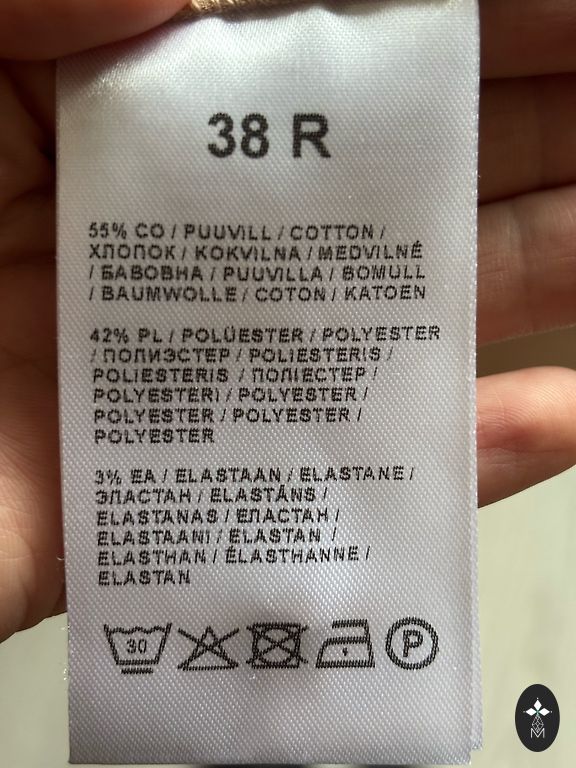 38 R
55% CO / PUUVILL / COTTON /
ХЛОПОК / KOKVILNA / MEDVILNĖ
/ БАВОВНА / PUUVILLA / BOMULL
/ BAUMWOLLE / COTON / KATOEN
42% PL / POLÜESTER / POLYESTER
/ ПОЛИЭСТЕР / POLIESTERIS /
POLIESTERIS / ПОЛІЕСТЕР /
POLYESTERI / POLYESTER /
POLYESTER / POLYESTER /
POLYESTER
3% EA / ELASTAAN / ELASTANE /
ЭЛАСТАН / ELASTĀNS /
ELASTANAS / ЕЛАСТАН /
ELASTAANI / ELASTAN /
ELASTHAN / ÉLASTHANNE /
ELASTAN
30 P
M